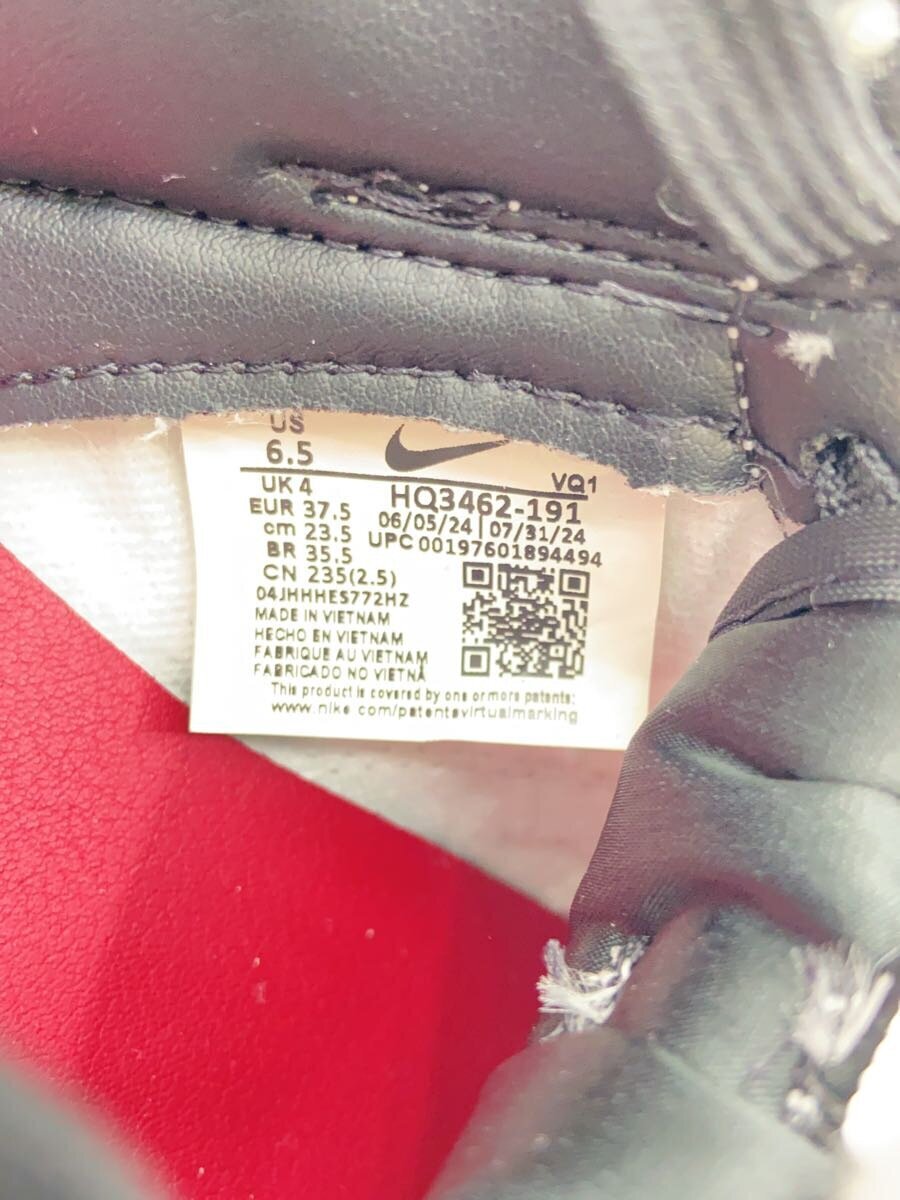 US
6.5
VQ1
UK 4
HQ3462-191
EUR 37.5
06/05/24 | 07/31/24
cm 23.5
UPC 00197601894494
BR 35.5
CN 235(2.5)
04JHHHES772HZ
MADE IN VIETNAM
HECHO EN VIETNAM
FABRIQUE AU VIETNAM
FABRICADO NO VIETNÃ
This product is covered by one or more patents:
www.nike com/patentsvirtualmarking